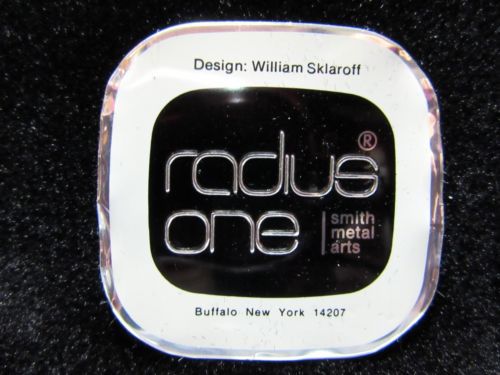 Design: William Sklaroff
radius®
one
smith
metal
arts
Buffalo New York 14207